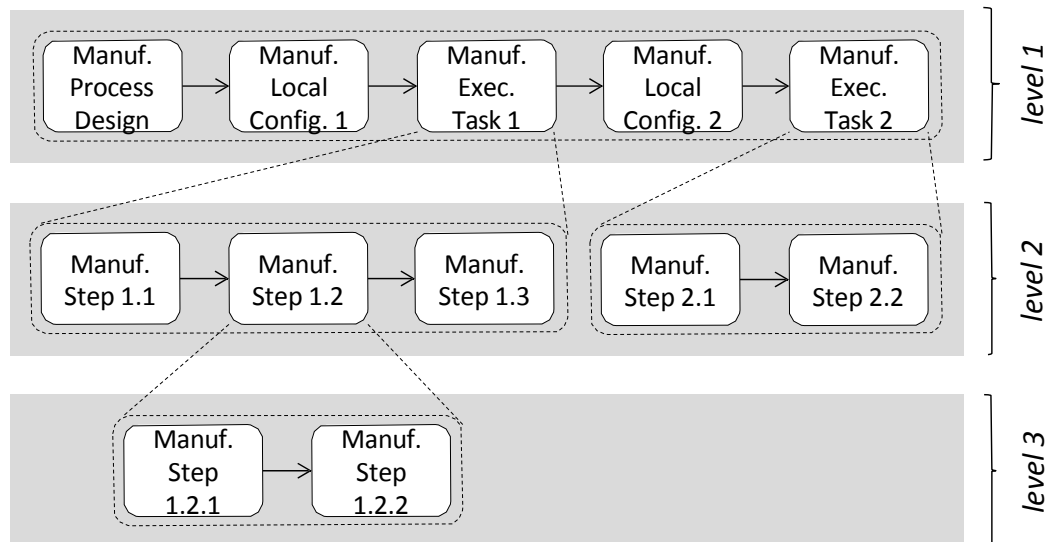 Manuf.
Process
Design
Manuf.
Local
Config. 1
Manuf.
Exec.
Task 1
Manuf.
Local
Config. 2
Manuf.
Exec.
Task 2
level 1
Manuf.
Step 1.1
Manuf.
Step 1.2
Manuf.
Step 1.3
Manuf.
Step 2.1
Manuf.
Step 2.2
level 2
Manuf.
Step
1.2.1
Manuf.
Step
1.2.2
level 3